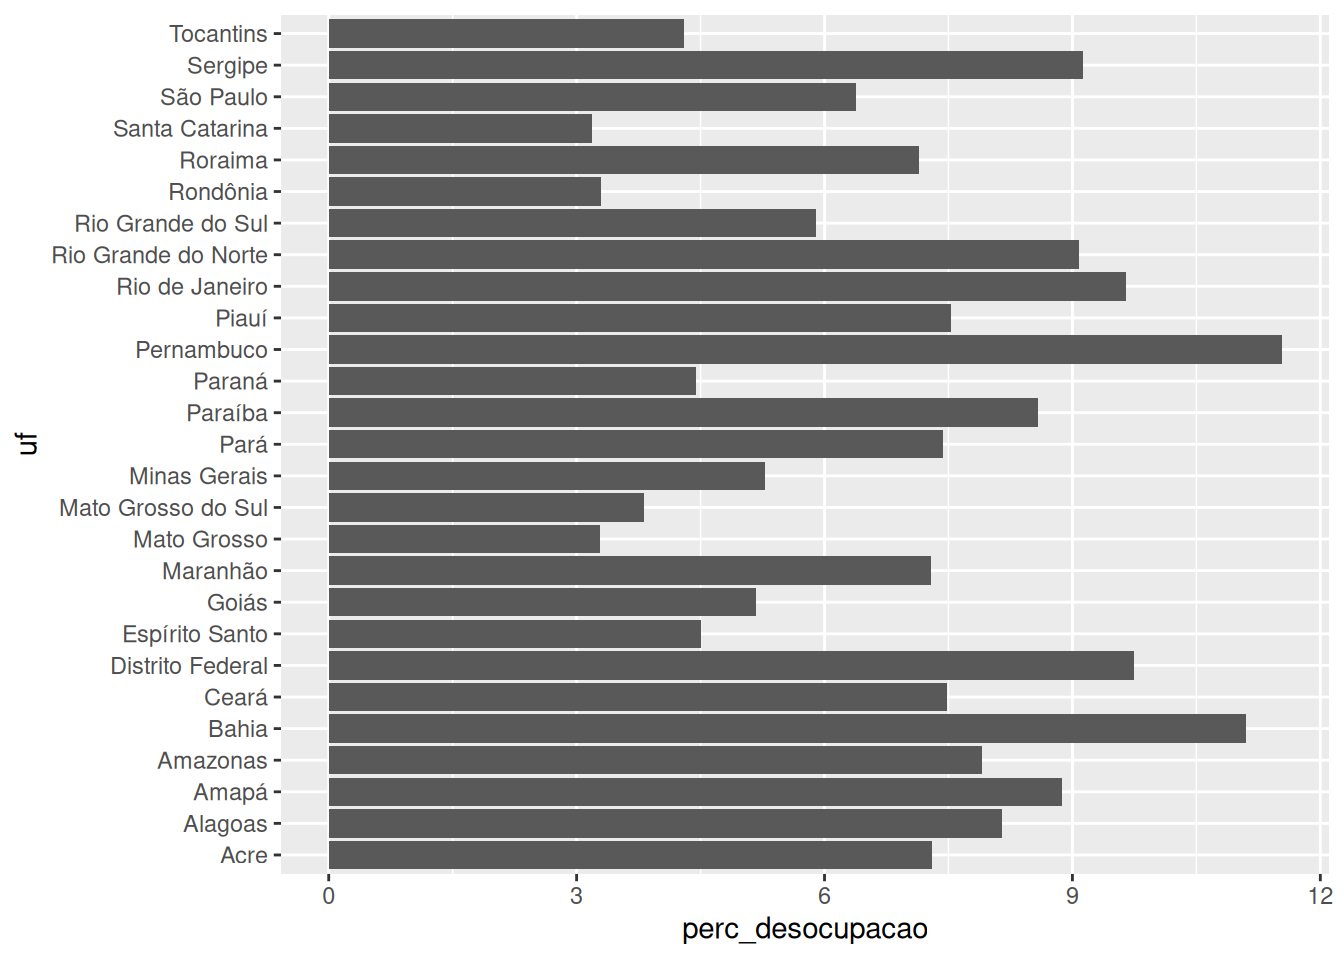 Tocantins
Sergipe
São Paulo
Santa Catarina
Roraima
Rondônia
Rio Grande do Sul
Rio Grande do Norte
Rio de Janeiro
Piauí
Pernambuco
Paraná
Paraíba
Pará
Minas Gerais
Mato Grosso do Sul
Mato Grosso
Maranhão
Goiás
Espírito Santo
Distrito Federal
Ceará
Bahia
Amazonas
Amapá
Alagoas
Acre
uf
0 3 6 9 12
perc_desocupacao